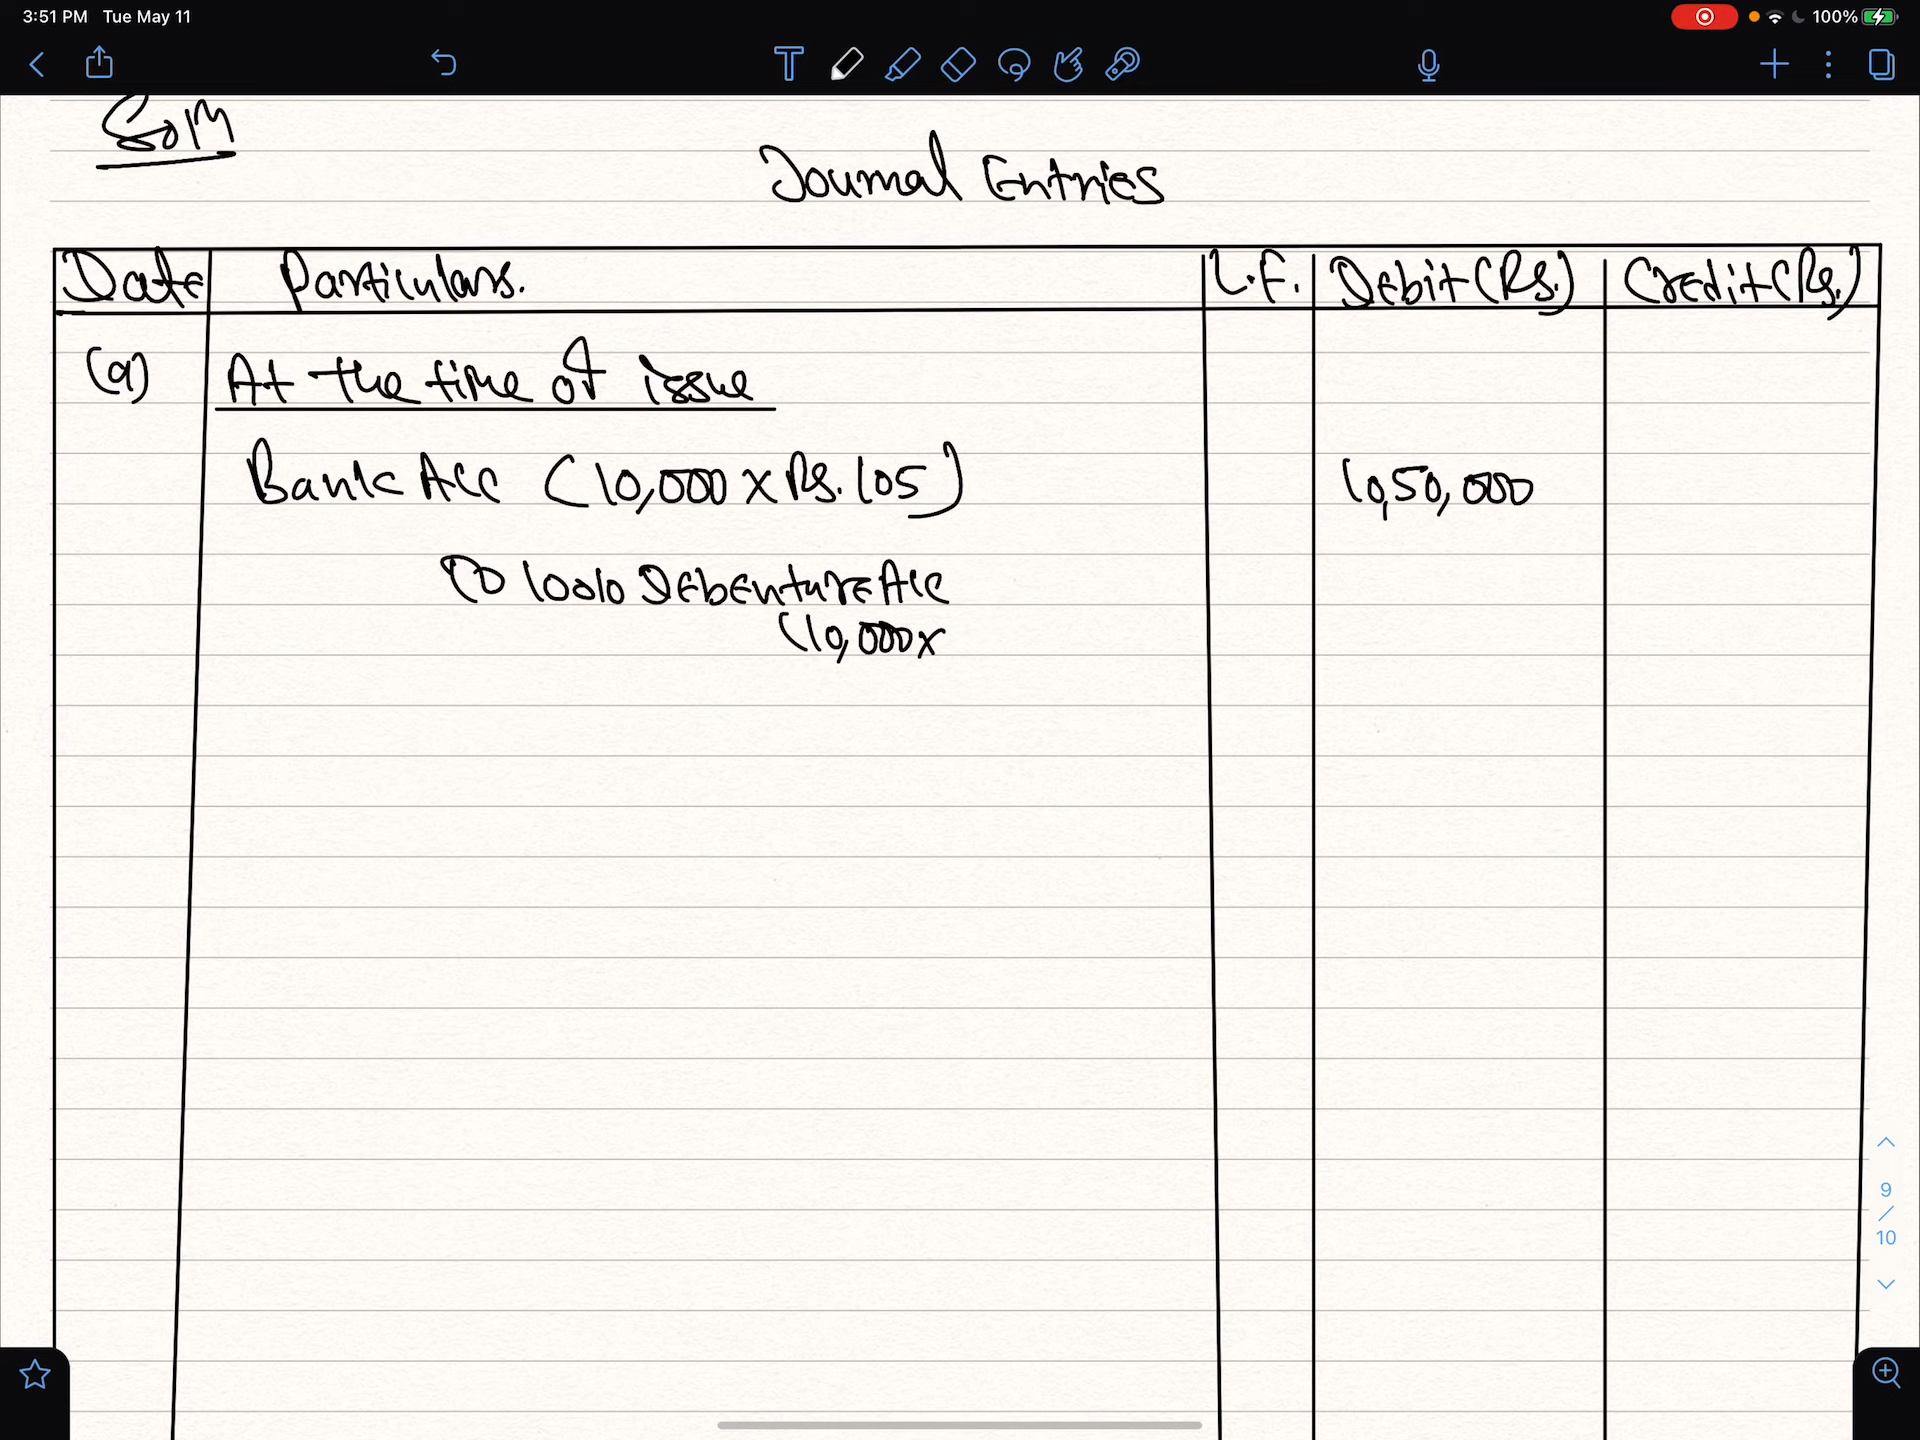 3:51 PM Tue May 11
100%
Soln
Journal Entries
Date Particulars. L.F. Debit (Rs.) Credit (Rs.)
(a) At the time of issue
Bank A/c (10,000 x Rs. 105) 10,50,000
To 10% Debenture A/c
(10,000x
9
/
10